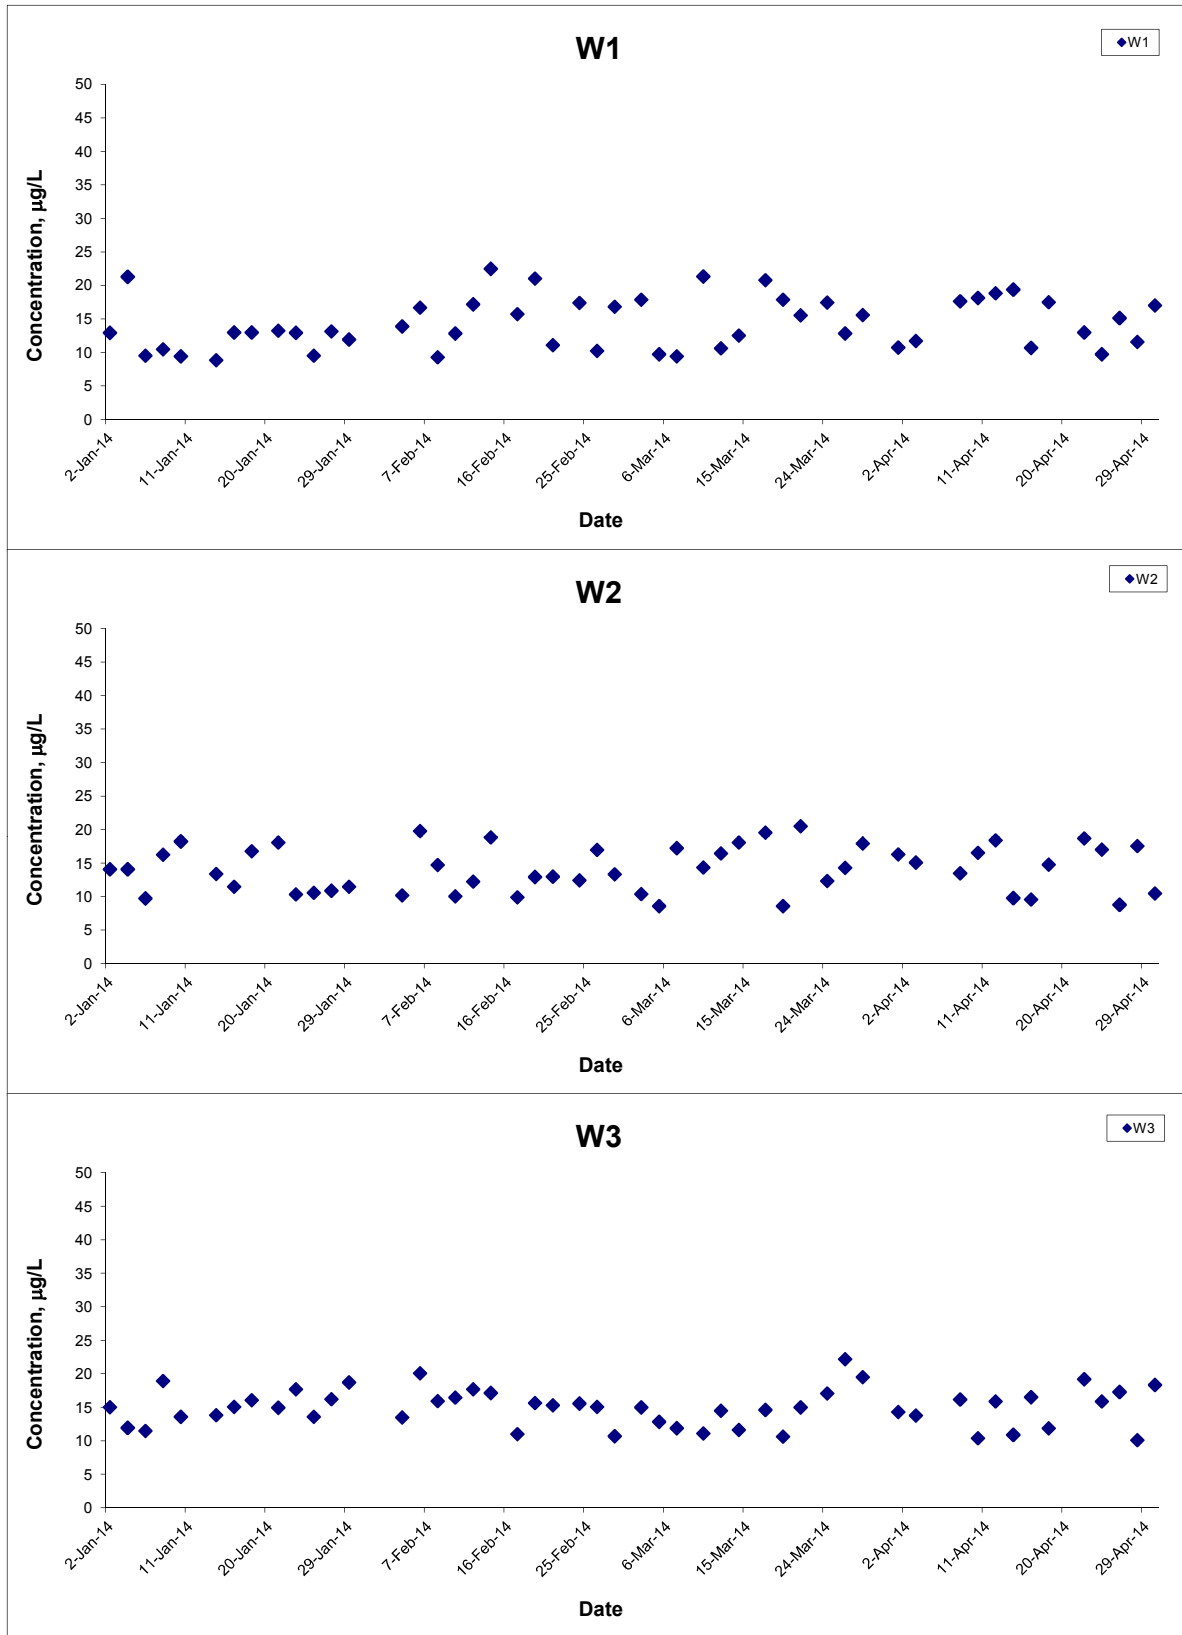 W1
W1
50
45
40
35
30
25
20
15
10
5
0
Concentration, µg/L
2-Jan-14
11-Jan-14
20-Jan-14
29-Jan-14
7-Feb-14
16-Feb-14
25-Feb-14
6-Mar-14
15-Mar-14
24-Mar-14
2-Apr-14
11-Apr-14
20-Apr-14
29-Apr-14
Date
W2
W2
50
45
40
35
30
25
20
15
10
5
0
Concentration, µg/L
2-Jan-14
11-Jan-14
20-Jan-14
29-Jan-14
7-Feb-14
16-Feb-14
25-Feb-14
6-Mar-14
15-Mar-14
24-Mar-14
2-Apr-14
11-Apr-14
20-Apr-14
29-Apr-14
Date
W3
W3
50
45
40
35
30
25
20
15
10
5
0
Concentration, µg/L
2-Jan-14
11-Jan-14
20-Jan-14
29-Jan-14
7-Feb-14
16-Feb-14
25-Feb-14
6-Mar-14
15-Mar-14
24-Mar-14
2-Apr-14
11-Apr-14
20-Apr-14
29-Apr-14
Date